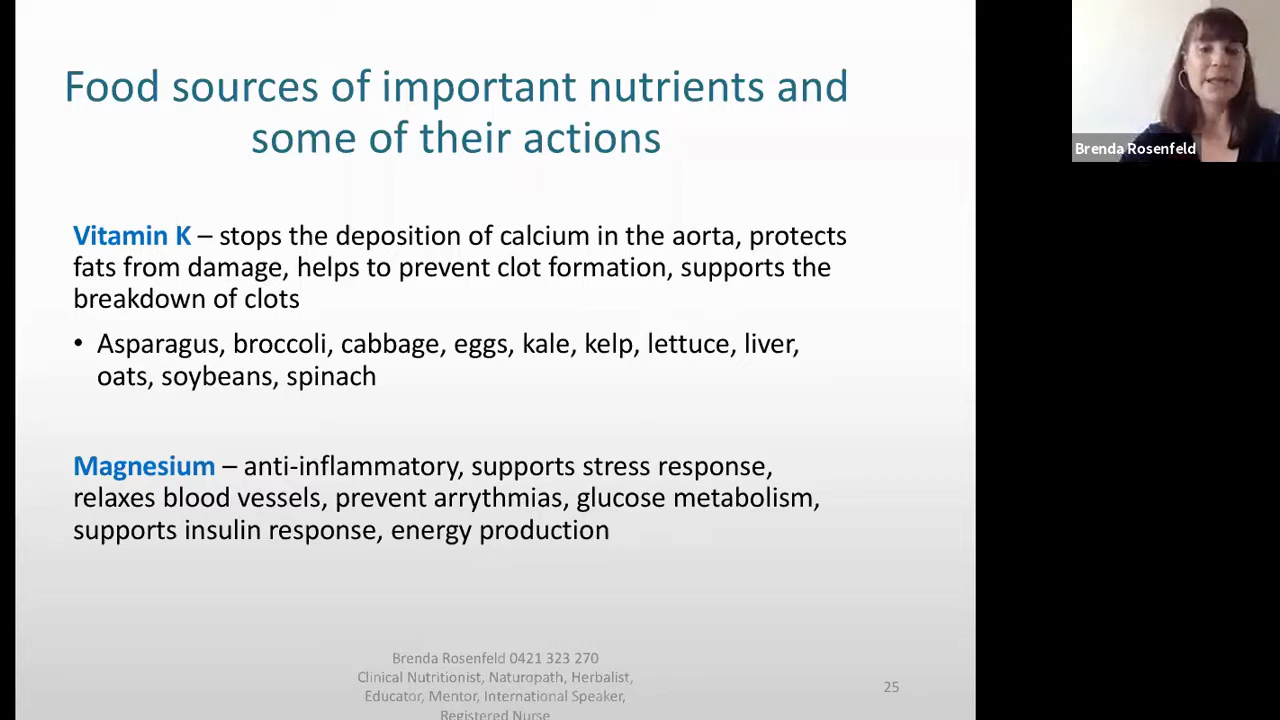 Food sources of important nutrients and
some of their actions
Vitamin K – stops the deposition of calcium in the aorta, protects
fats from damage, helps to prevent clot formation, supports the
breakdown of clots
• Asparagus, broccoli, cabbage, eggs, kale, kelp, lettuce, liver,
oats, soybeans, spinach
Magnesium – anti-inflammatory, supports stress response,
relaxes blood vessels, prevent arrythmias, glucose metabolism,
supports insulin response, energy production
Brenda Rosenfeld 0421 323 270
Clinical Nutritionist, Naturopath, Herbalist,
Educator, Mentor, International Speaker,
Registered Nurse
25
Brenda Rosenfeld